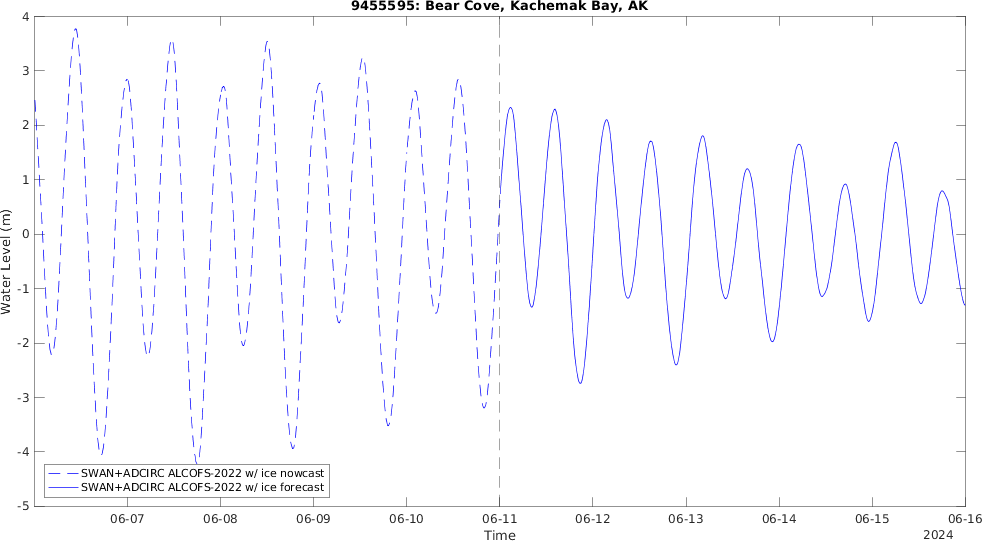 9455595: Bear Cove, Kachemak Bay, AK
4
3
2
1
0
-1
-2
-3
-4
-5
Water Level (m)
SWAN+ADCIRC ALCOFS-2022 w/ ice nowcast
SWAN+ADCIRC ALCOFS-2022 w/ ice forecast
06-07 06-08 06-09 06-10 06-11 06-12 06-13 06-14 06-15 06-16
Time
2024